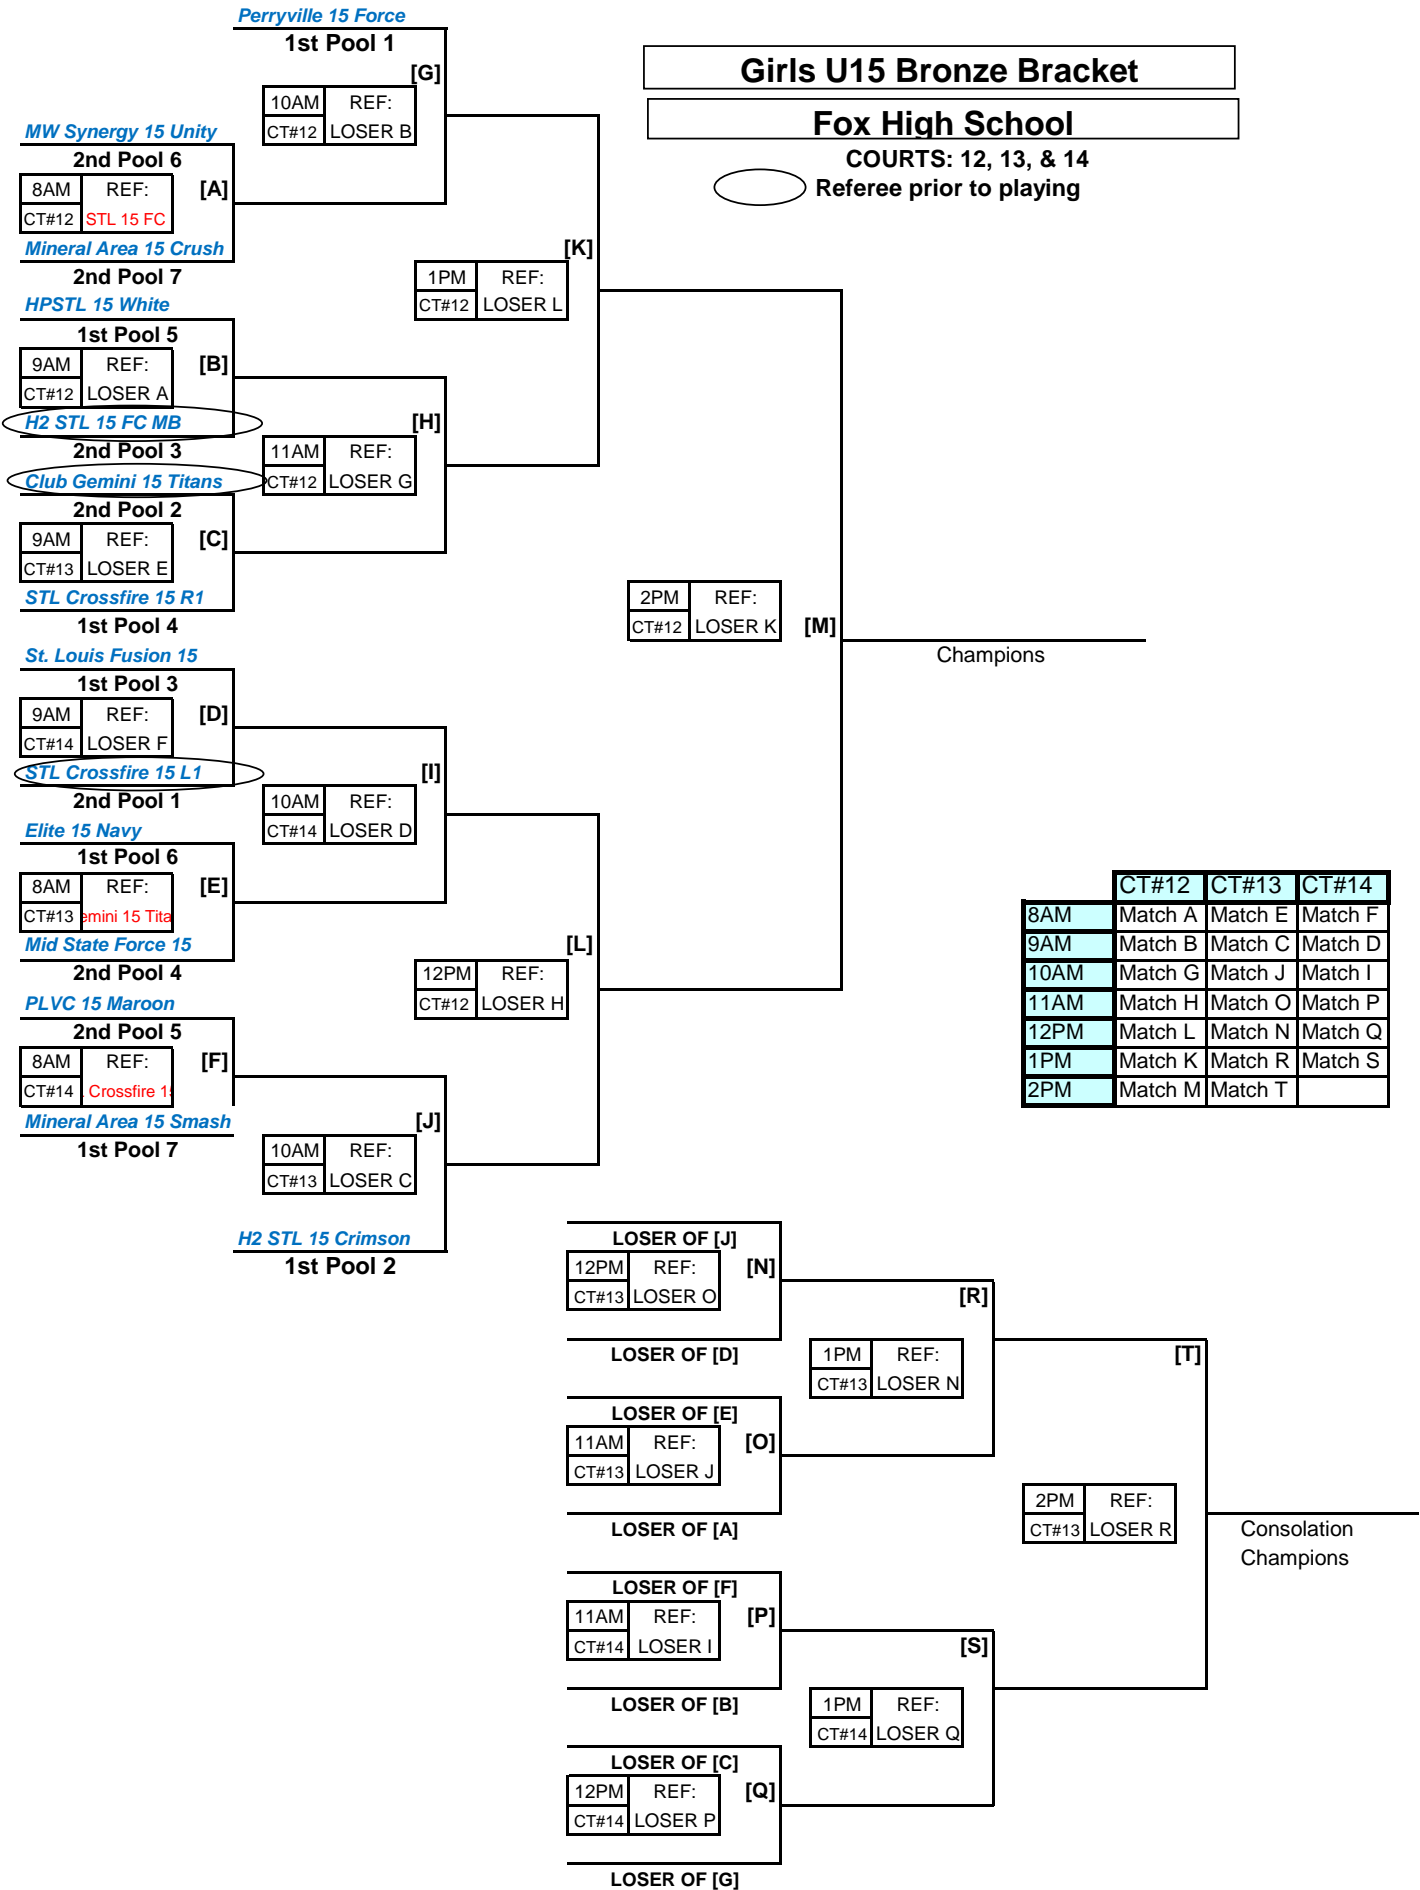 Perryville 15 Force
1st Pool 1
[G]
10AM REF:
CT#12 LOSER B
Girls U15 Bronze Bracket
Fox High School
COURTS: 12, 13, & 14
Referee prior to playing
MW Synergy 15 Unity
2nd Pool 6
8AM REF: [A]
CT#12 STL 15 FC
Mineral Area 15 Crush
2nd Pool 7
[K]
1PM REF:
CT#12 LOSER L
HPSTL 15 White
1st Pool 5
9AM REF: [B]
CT#12 LOSER A
H2 STL 15 FC MB
2nd Pool 3
[H]
11AM REF:
CT#12 LOSER G
Club Gemini 15 Titans
2nd Pool 2
9AM REF: [C]
CT#13 LOSER E
STL Crossfire 15 R1
1st Pool 4
2PM REF:
CT#12 LOSER K [M]
Champions
St. Louis Fusion 15
1st Pool 3
9AM REF: [D]
CT#14 LOSER F
STL Crossfire 15 L1
2nd Pool 1
[I]
10AM REF:
CT#14 LOSER D
Elite 15 Navy
1st Pool 6
8AM REF: [E]
CT#13 emini 15 Tita
Mid State Force 15
2nd Pool 4
[L]
12PM REF:
CT#12 LOSER H
PLVC 15 Maroon
2nd Pool 5
8AM REF: [F]
CT#14 Crossfire 15
Mineral Area 15 Smash
1st Pool 7
[J]
10AM REF:
CT#13 LOSER C
H2 STL 15 Crimson
1st Pool 2
CT#12 CT#13 CT#14
8AM Match A Match E Match F
9AM Match B Match C Match D
10AM Match G Match J Match I
11AM Match H Match O Match P
12PM Match L Match N Match Q
1PM Match K Match R Match S
2PM Match M Match T
LOSER OF [J]
12PM REF: [N]
CT#13 LOSER O
LOSER OF [D]
[R]
1PM REF:
CT#13 LOSER N
LOSER OF [E]
11AM REF: [O]
CT#13 LOSER J
LOSER OF [A]
[T]
2PM REF:
CT#13 LOSER R
Consolation
Champions
LOSER OF [F]
11AM REF: [P]
CT#14 LOSER I
LOSER OF [B]
[S]
1PM REF:
CT#14 LOSER Q
LOSER OF [C]
12PM REF: [Q]
CT#14 LOSER P
LOSER OF [G]